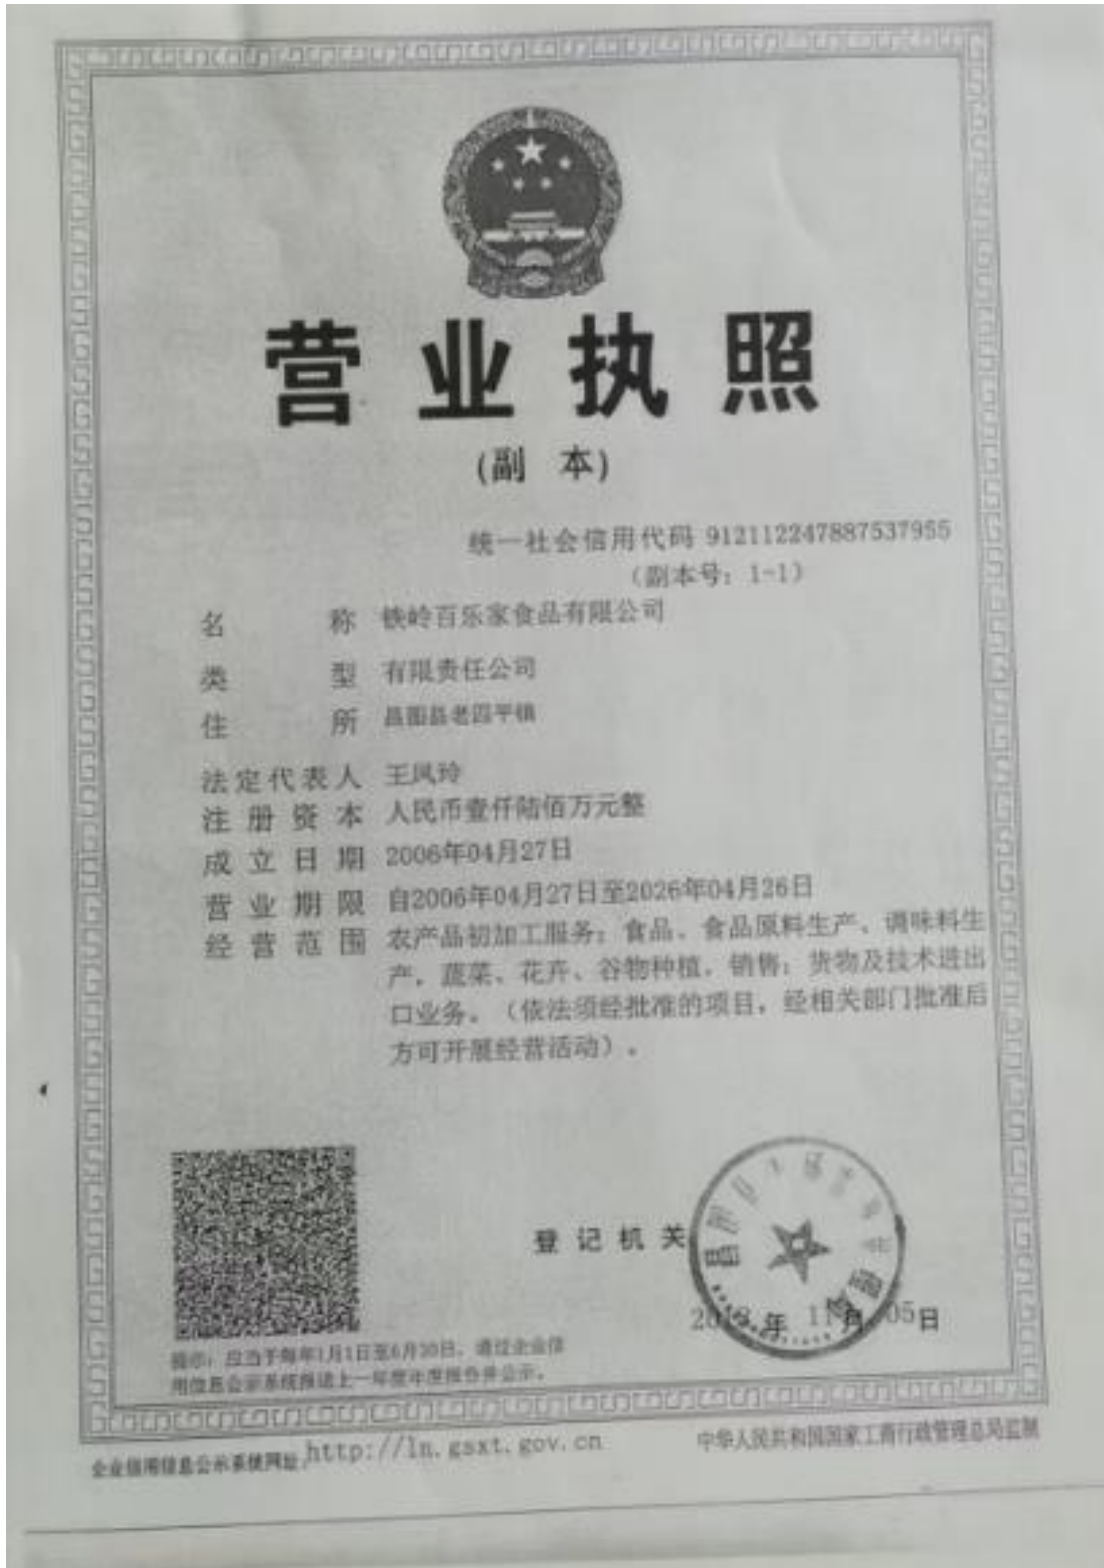 营业执照
(副 本)
统一社会信用代码 912112247887537955
(副本号: 1-1)
名 称 铁岭百乐家食品有限公司
类 型 有限责任公司
住 所 昌图县老四平镇
法定代表人 王凤玲
注册资本 人民币壹仟陆佰万元整
成立日期 2006年04月27日
营业期限 自2006年04月27日至2026年04月26日
经营范围 农产品初加工服务；食品、食品原料生产、调味料生
产，蔬菜、花卉、谷物种植、销售；货物及技术进出
口业务。（依法须经批准的项目，经相关部门批准后
方可开展经营活动）。
登记机关
年 11月05日
提示：应当于每年1月1日至6月30日，通过企业信
用信息公示系统报送上一年度年度报告并公示。
企业信用信息公示系统网址:http://ln.gsxt.gov.cn
中华人民共和国国家工商行政管理总局监制